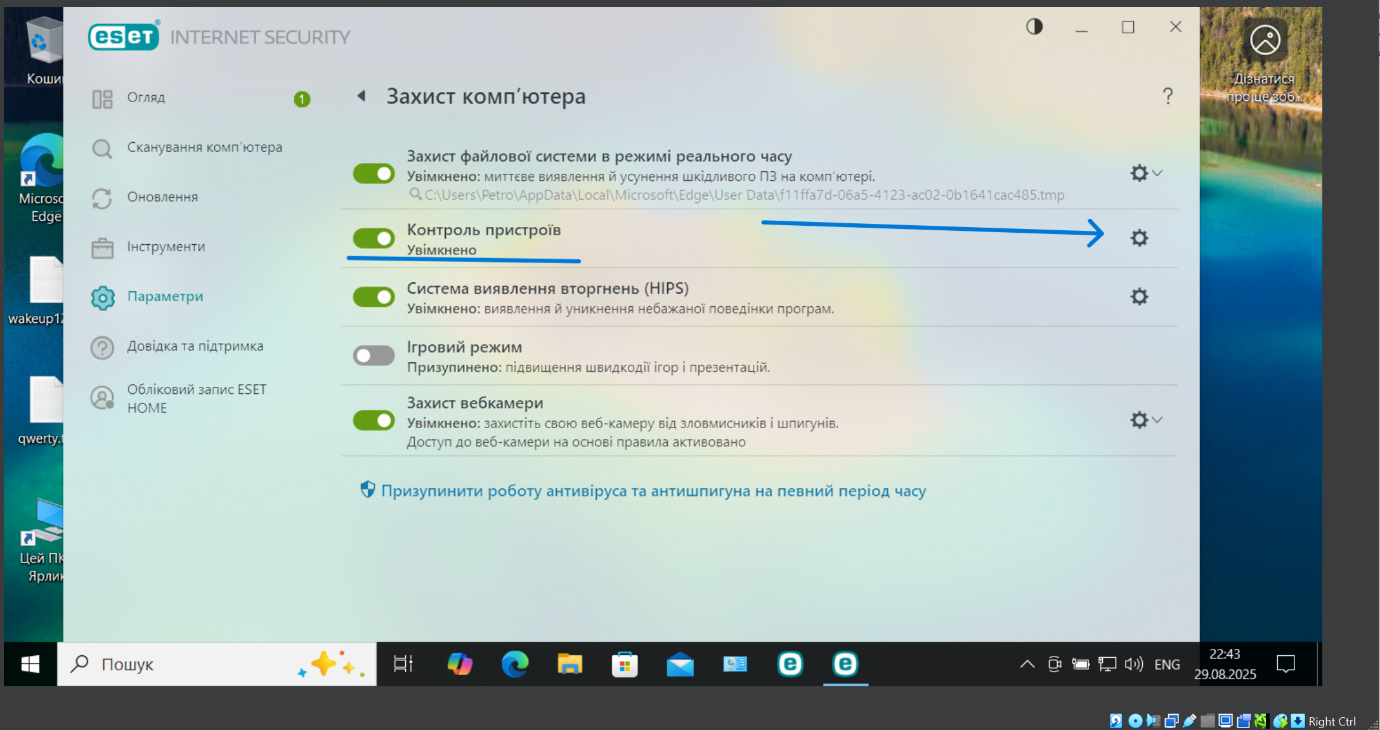 eset INTERNET SECURITY
Дізнатися
про це зоб...
Microsoft
Edge
wakeup12
qwerty.t
Цей ПК
Ярлик
Огляд
1
Сканування комп'ютера
Оновлення
Інструменти
Параметри
Довідка та підтримка
Обліковий запис ESET
HOME
Захист комп'ютера
?
Захист файлової системи в режимі реального часу
Увімкнено: миттєве виявлення й усунення шкідливого ПЗ на комп'ютері.
C:\Users\Petro\AppData\Local\Microsoft\Edge\User Data\f11ffa7d-06a5-4123-ac02-0b1641cac485.tmp
Контроль пристроїв
Увімкнено
Система виявлення вторгнень (HIPS)
Увімкнено: виявлення й уникнення небажаної поведінки програм.
Ігровий режим
Призупинено: підвищення швидкодії ігор і презентацій.
Захист вебкамери
Увімкнено: захистіть свою веб-камеру від зловмисників і шпигунів.
Доступ до веб-камери на основі правила активовано
Призупинити роботу антивіруса та антишпигуна на певний період часу
Пошук
ENG
22:43
29.08.2025
Right Ctrl